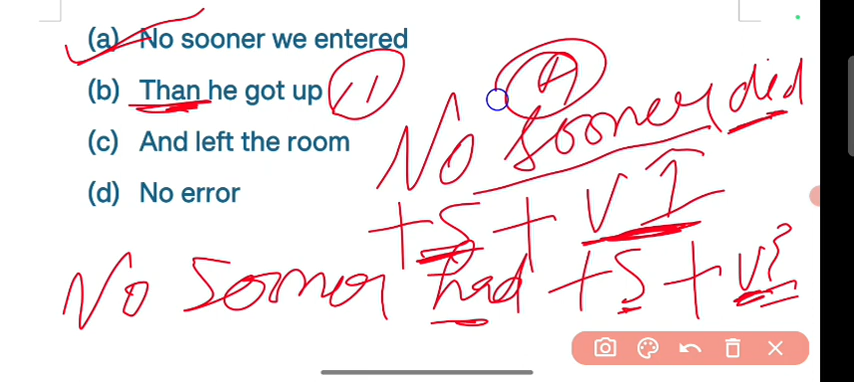 (a) No sooner we entered
(b) Than he got up
(c) And left the room
(d) No error
No sooner did
+ S + V I
No sooner had + S + V3